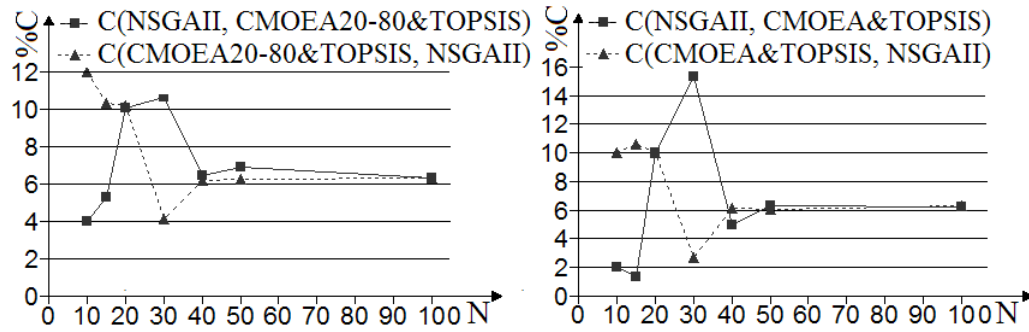 %C
C(NSGAII, CMOEA20-80&TOPSIS)
C(CMOEA20-80&TOPSIS, NSGAII)
12
10
8
6
4
2
0
0 10 20 30 40 50 60 70 80 90 100 N
%C
C(NSGAII, CMOEA&TOPSIS)
C(CMOEA&TOPSIS, NSGAII)
16
14
12
10
8
6
4
2
0
0 10 20 30 40 50 60 70 80 90 100 N